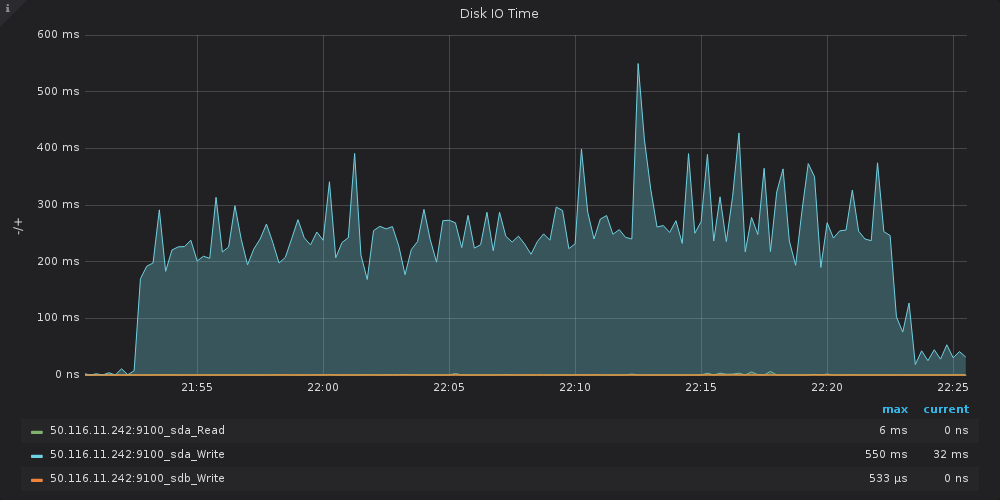 i
Disk IO Time
600 ms
500 ms
400 ms
300 ms
200 ms
100 ms
0 ns
-/+
21:55 22:00 22:05 22:10 22:15 22:20 22:25
max current
50.116.11.242:9100_sda_Read 6 ms 0 ns
50.116.11.242:9100_sda_Write 550 ms 32 ms
50.116.11.242:9100_sdb_Write 533 µs 0 ns